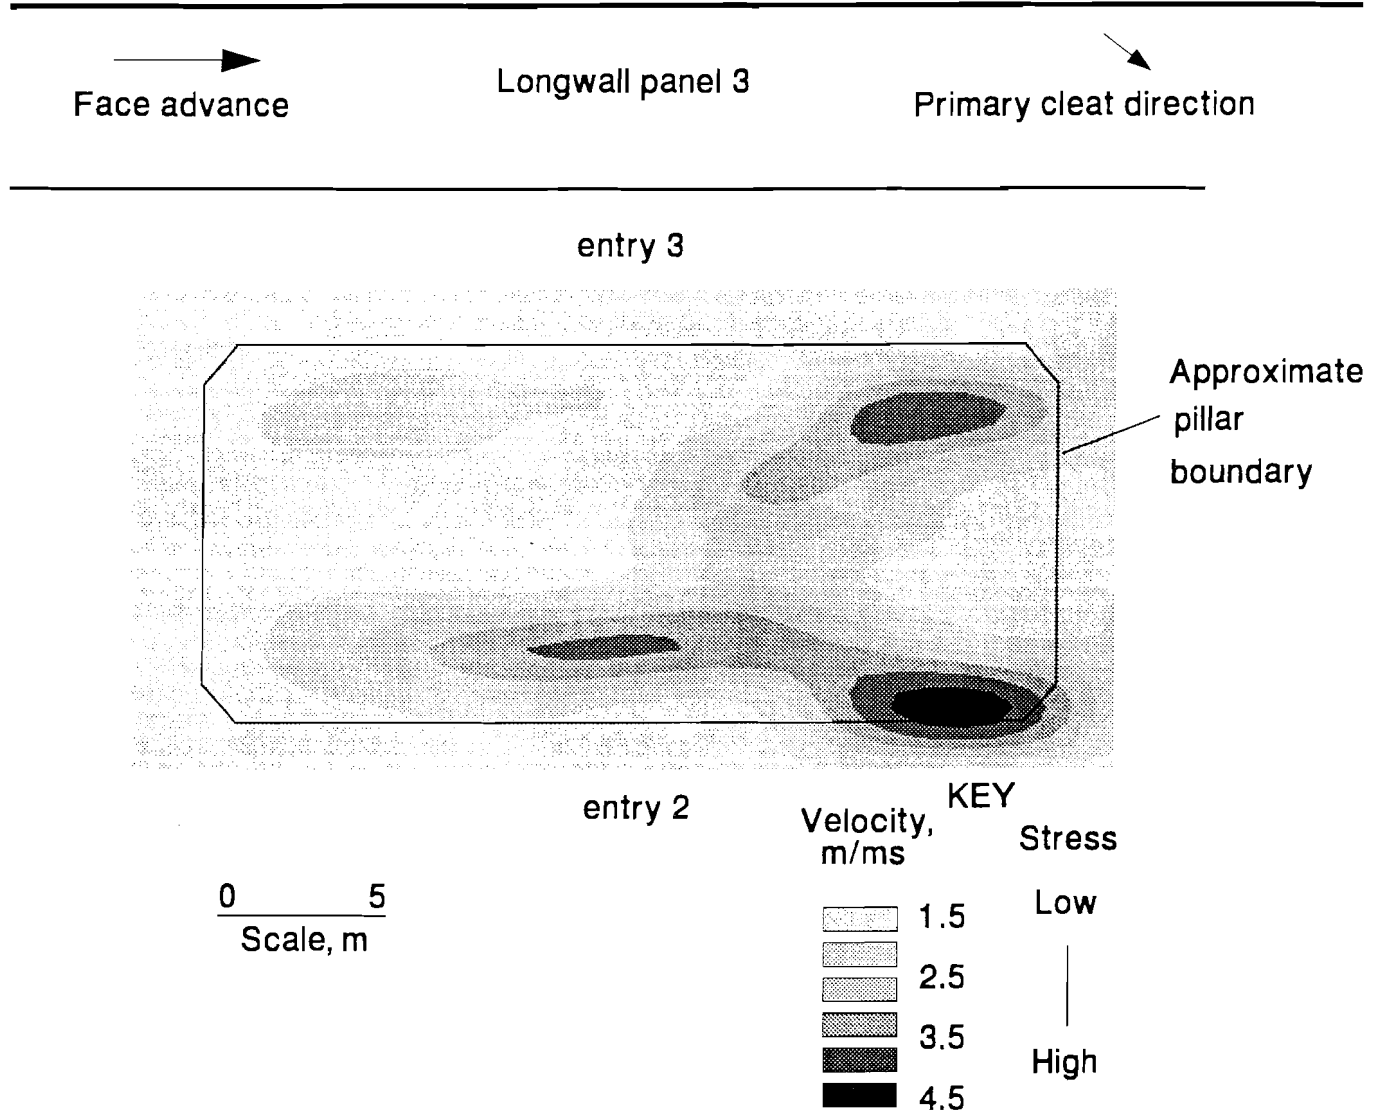 Face advance
Longwall panel 3
Primary cleat direction
entry 3
Approximate
pillar
boundary
entry 2
KEY
Velocity,
m/ms
Stress
0 5
Scale, m
1.5
2.5
3.5
4.5
Low
High